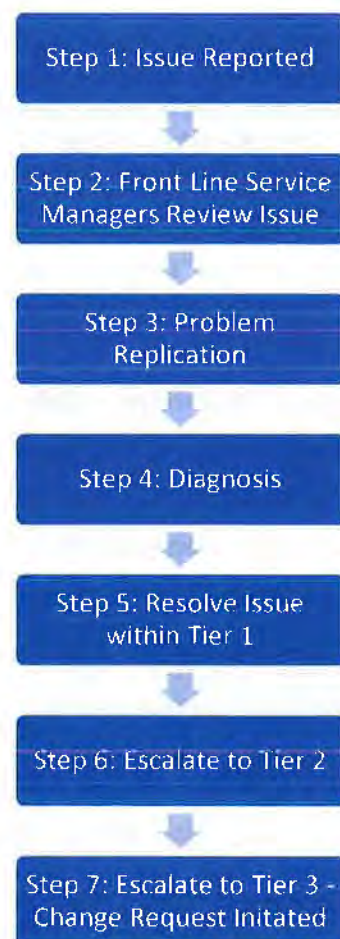 Step 1: Issue Reported
Step 2: Front Line Service
Managers Review Issue
Step 3: Problem
Replication
Step 4: Diagnosis
Step 5: Resolve Issue
within Tier 1
Step 6: Escalate to Tier 2
Step 7: Escalate to Tier 3 -
Change Request Initated